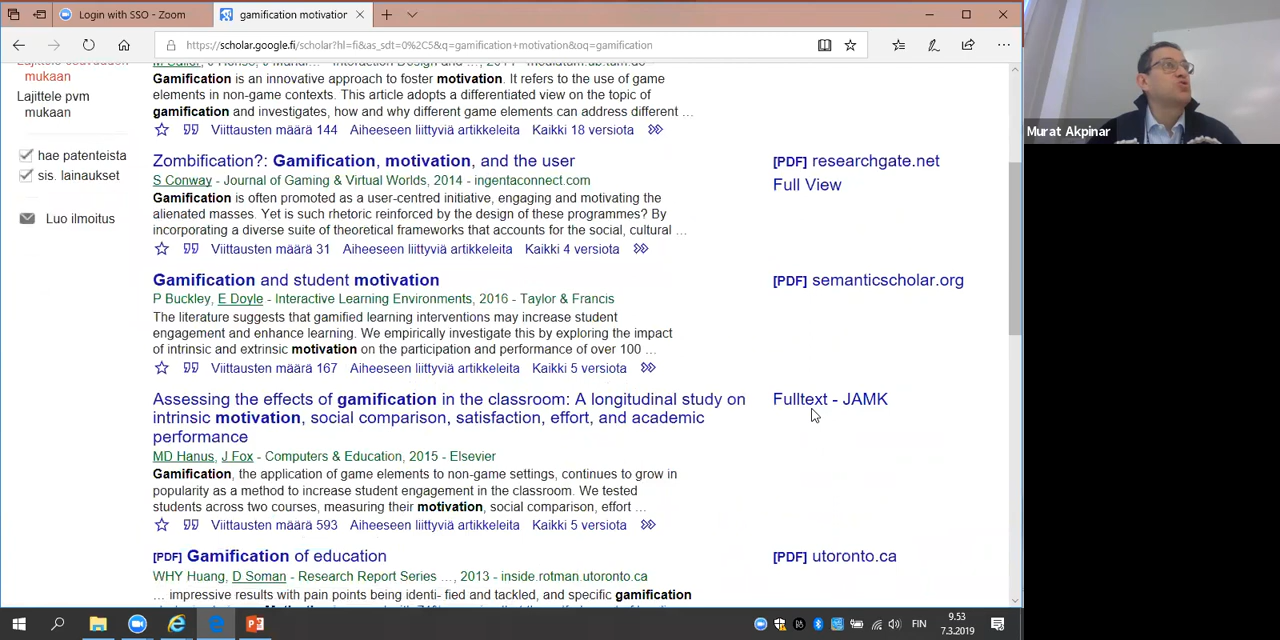 Login with SSO - Zoom
gamification motivation
https://scholar.google.fi/scholar?hl=fi&as_sdt=0%2C5&q=gamification+motivation&oq=gamification
mukaan
Lajittele pvm
mukaan
hae patenteista
sis. lainaukset
Luo ilmoitus
Gamification is an innovative approach to foster motivation. It refers to the use of game
elements in non-game contexts. This article adopts a differentiated view on the topic of
gamification and investigates, how and why different game elements can address different ...
Viittausten määrä 144 Aiheeseen liittyviä artikkeleita Kaikki 18 versiota
Zombification?: Gamification, motivation, and the user
[PDF] researchgate.net
S Conway - Journal of Gaming & Virtual Worlds, 2014 - ingentaconnect.com
Full View
Gamification is often promoted as a user-centred initiative, engaging and motivating the
alienated masses. Yet is such rhetoric reinforced by the design of these programmes? By
incorporating a diverse suite of theoretical frameworks that accounts for the social, cultural ...
Viittausten määrä 31 Aiheeseen liittyviä artikkeleita Kaikki 4 versiota
Gamification and student motivation
[PDF] semanticscholar.org
P Buckley, E Doyle - Interactive Learning Environments, 2016 - Taylor & Francis
The literature suggests that gamified learning interventions may increase student
engagement and enhance learning. We empirically investigate this by exploring the impact
of intrinsic and extrinsic motivation on the participation and performance of over 100 ...
Viittausten määrä 167 Aiheeseen liittyviä artikkeleita Kaikki 5 versiota
Assessing the effects of gamification in the classroom: A longitudinal study on
intrinsic motivation, social comparison, satisfaction, effort, and academic
performance
Fulltext - JAMK
MD Hanus, J Fox - Computers & Education, 2015 - Elsevier
Gamification, the application of game elements to non-game settings, continues to grow in
popularity as a method to increase student engagement in the classroom. We tested
students across two courses, measuring their motivation, social comparison, effort ...
Viittausten määrä 593 Aiheeseen liittyviä artikkeleita Kaikki 5 versiota
[PDF] Gamification of education
[PDF] utoronto.ca
WHY Huang, D Soman - Research Report Series ..., 2013 - inside.rotman.utoronto.ca
... impressive results with pain points being identi- fied and tackled, and specific gamification
Murat Akpinar
FIN
9.53
7.3.2019